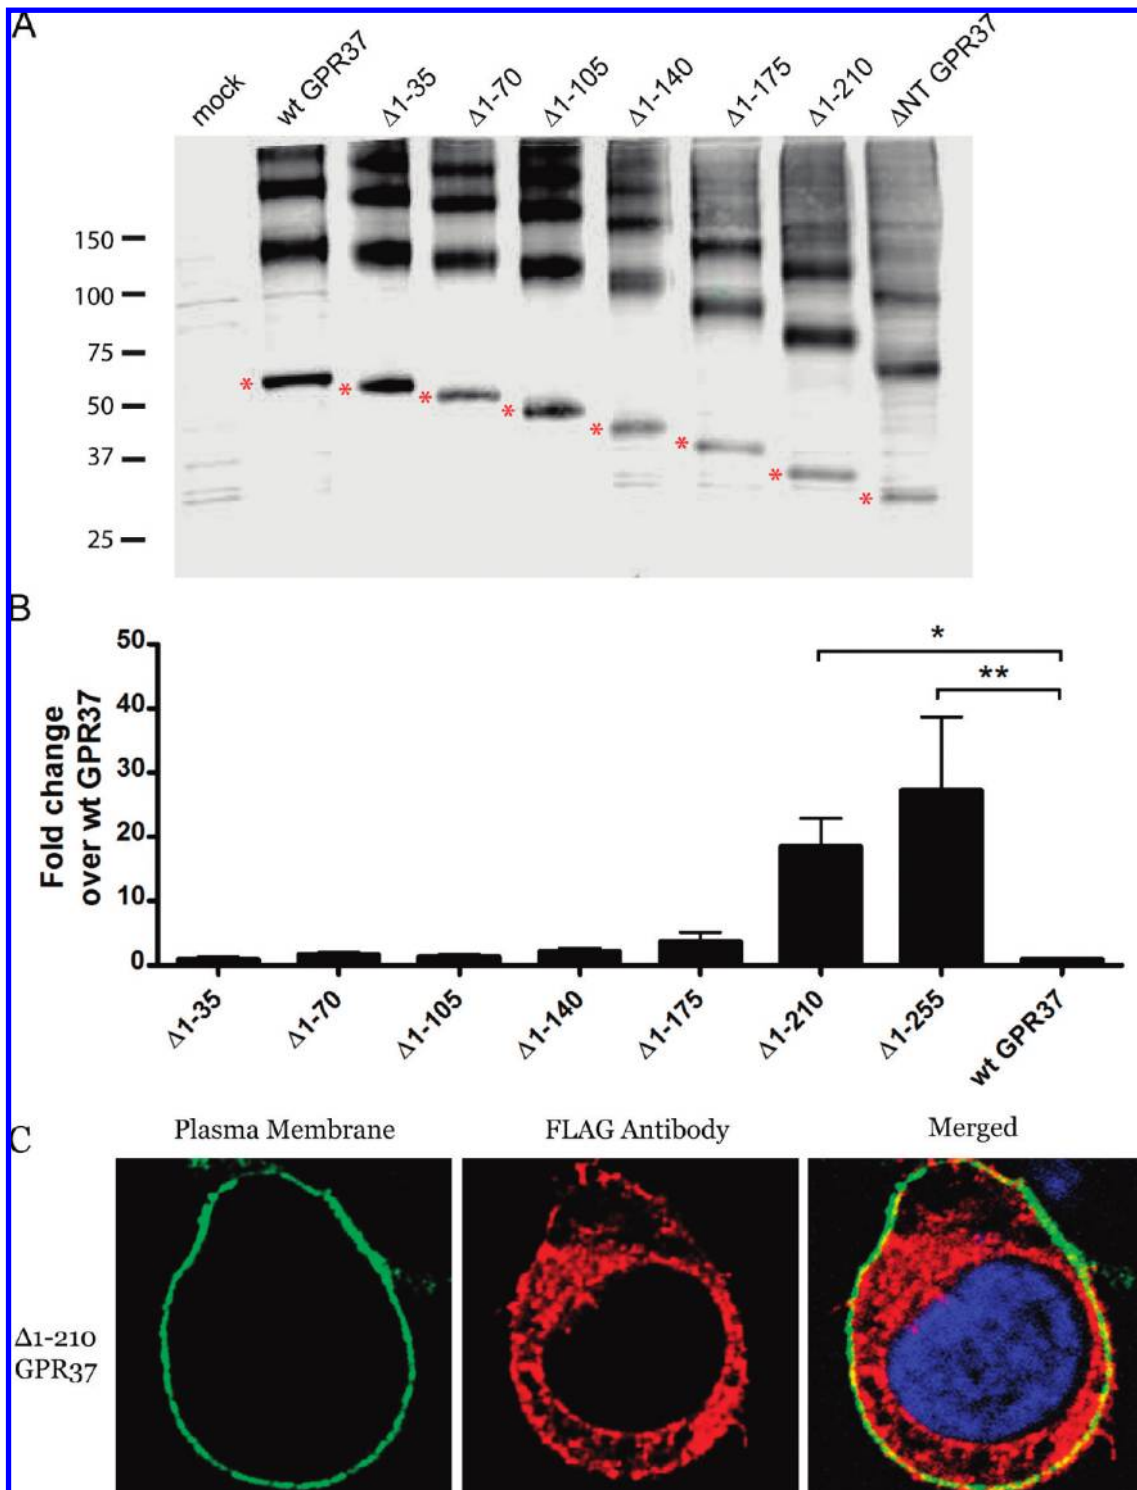 A
mock wt GPR37 Δ1-35 Δ1-70 Δ1-105 Δ1-140 Δ1-175 Δ1-210 ΔNT GPR37
150
100
75
*
*
*
50
*
*
*
37
*
*
25
B
50
40
30
20
10
0
Fold change
over wt GPR37
*
**
Δ1-35 Δ1-70 Δ1-105 Δ1-140 Δ1-175 Δ1-210 Δ1-255 wt GPR37
C
Plasma Membrane FLAG Antibody Merged
Δ1-210
GPR37